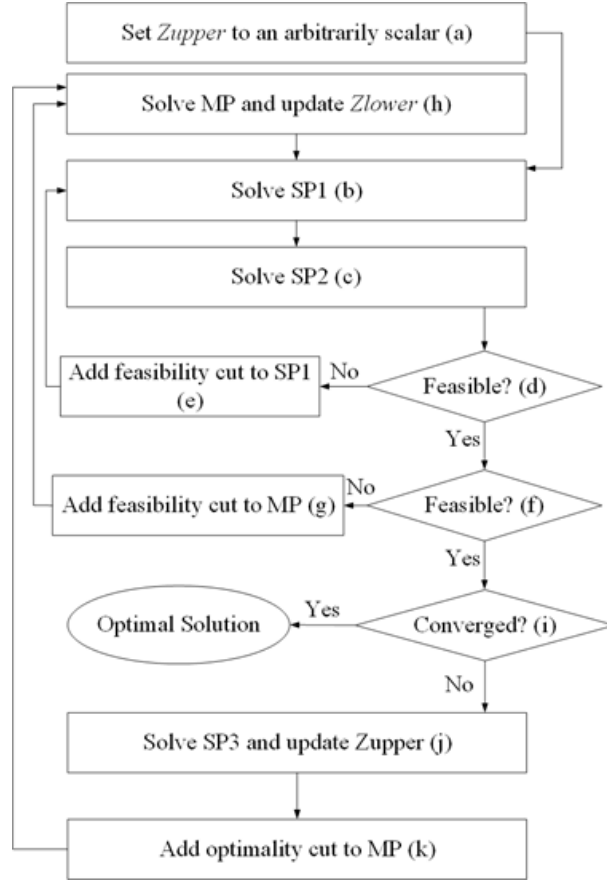 Set Zupper to an arbitrarily scalar (a)
Solve MP and update Zlower (h)
Solve SP1 (b)
Solve SP2 (c)
Add feasibility cut to SP1
(e)
No
Feasible? (d)
Yes
Add feasibility cut to MP (g)
No
Feasible? (f)
Yes
Optimal Solution
Yes
Converged? (i)
No
Solve SP3 and update Zupper (j)
Add optimality cut to MP (k)